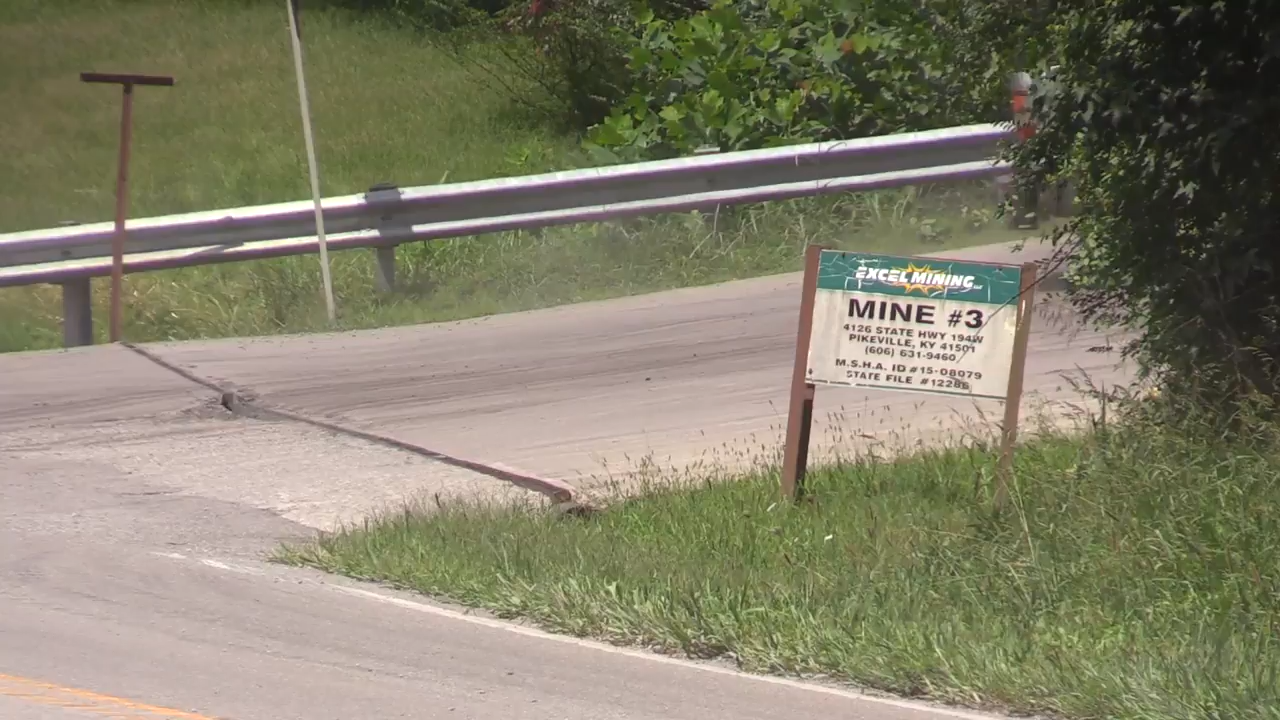 EXCEL MINING LLC
MINE #3
4126 STATE HWY 194W
PIKEVILLE, KY 41501
(606) 631-9460
M.S.H.A. ID #15-08079
STATE FILE #12286